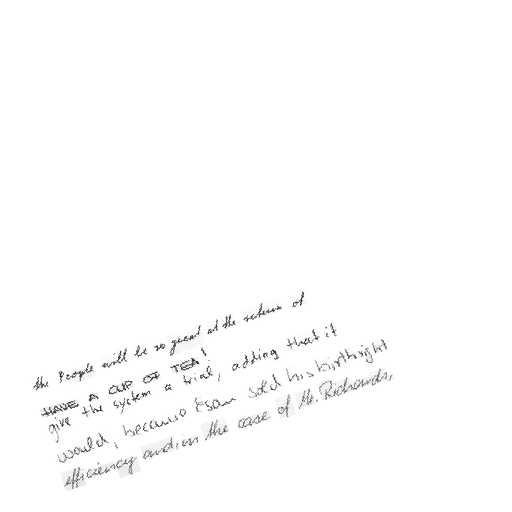 the People will be so great at the return of
HAVE A CUP OF TEA!
give the system a trial, adding that it
would, because Esau sold his birthright
efficiency and, in the case of Mr. Richards,